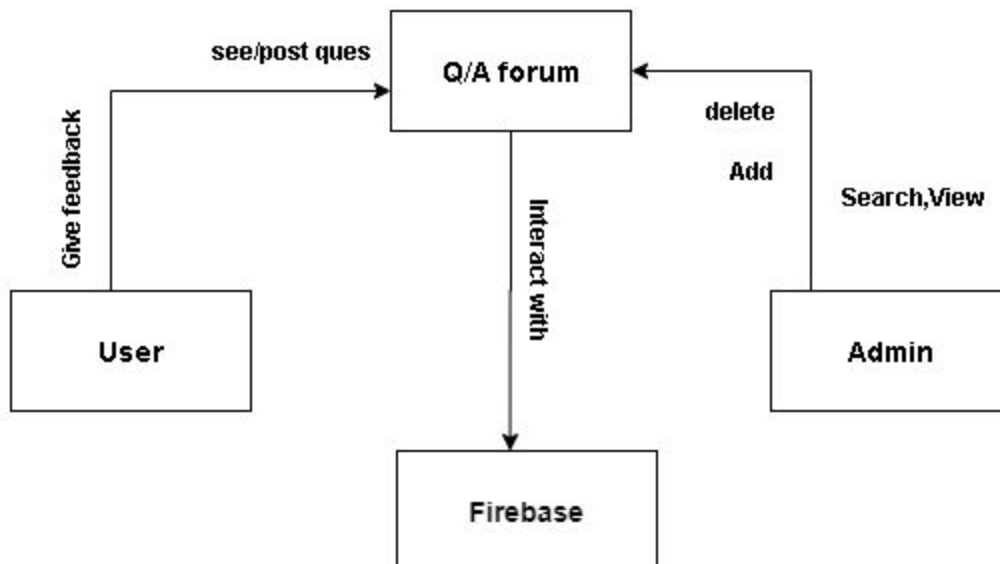 see/post ques
Q/A forum
delete
Add
Search,View
Give feedback
Interact with
User
Admin
Firebase